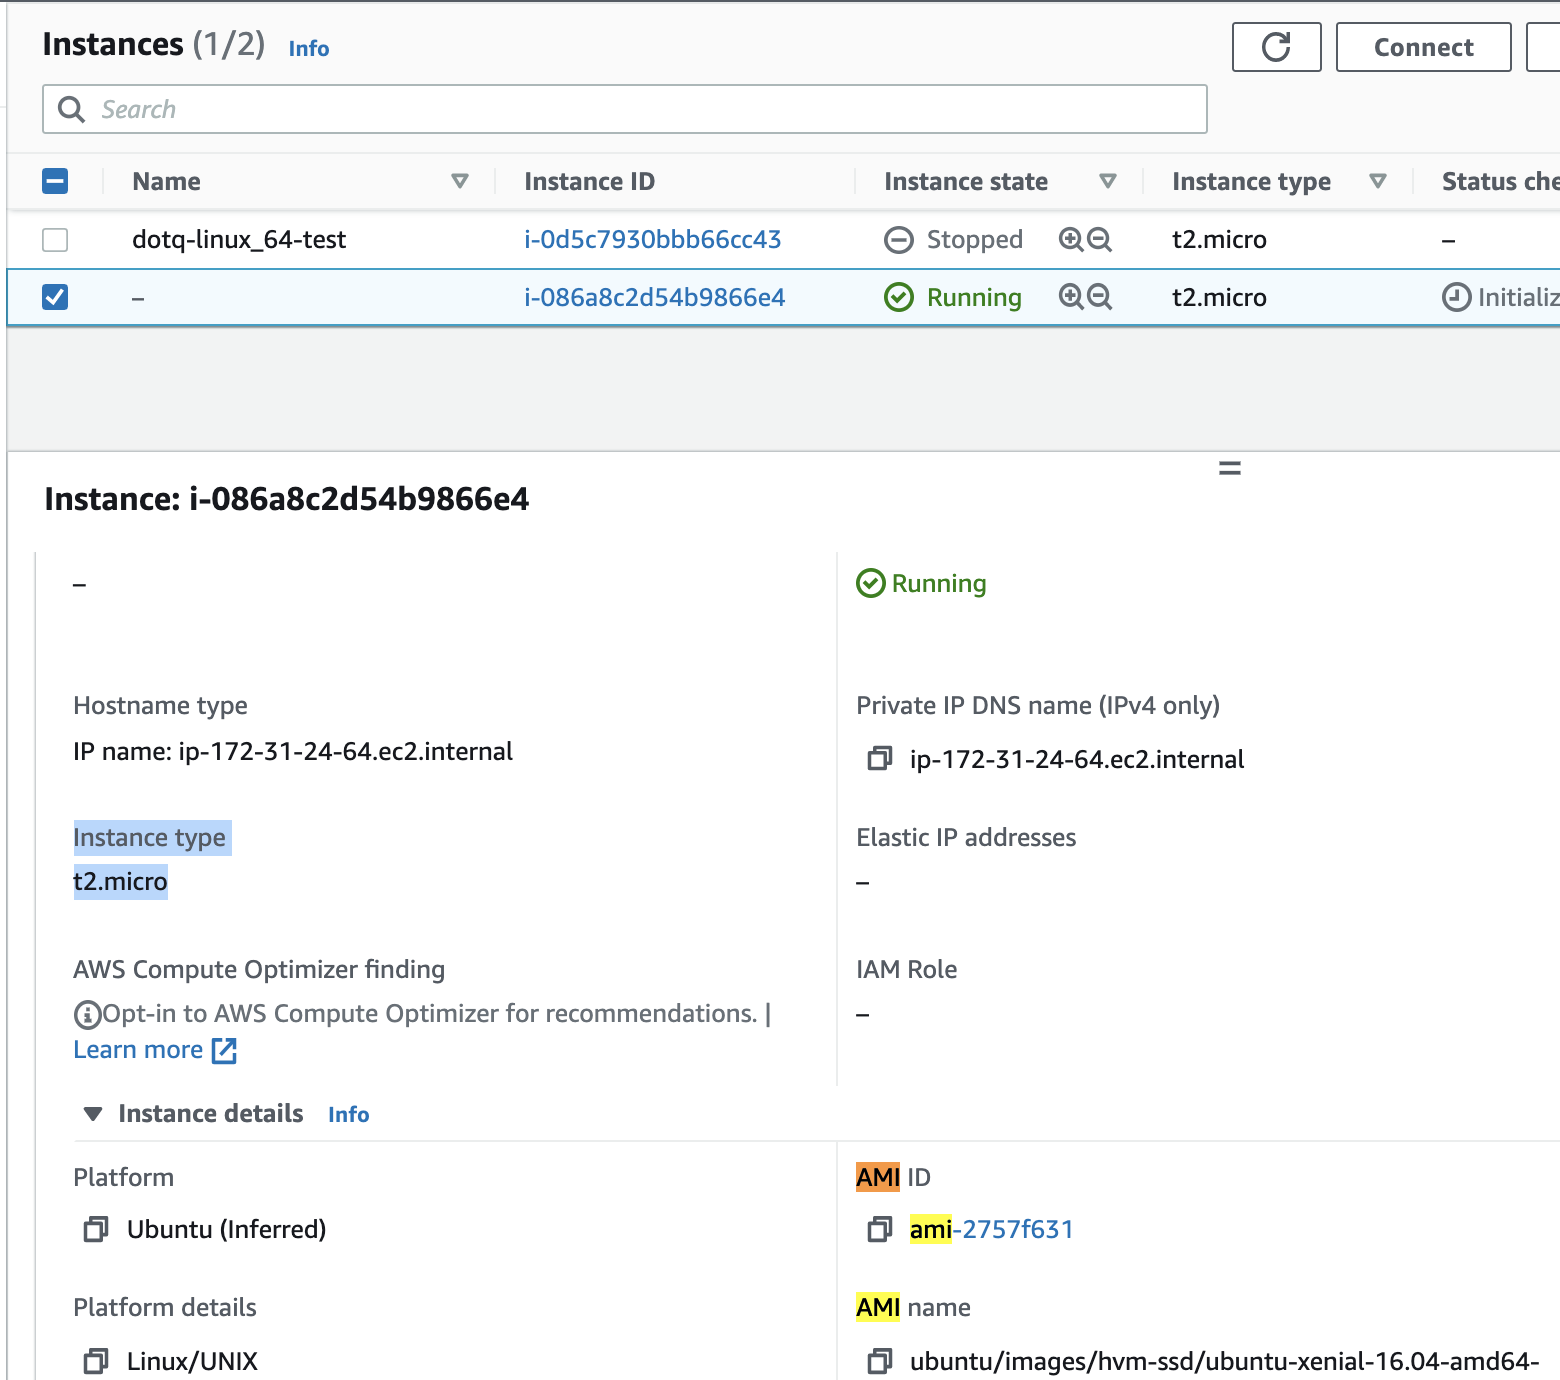 Instances (1/2) Info
Connect
Search
Name Instance ID Instance state Instance type Status che
dotq-linux_64-test i-0d5c7930bbb66cc43 Stopped t2.micro –
– i-086a8c2d54b9866e4 Running t2.micro Initializ
Instance: i-086a8c2d54b9866e4
– Running
Hostname type Private IP DNS name (IPv4 only)
IP name: ip-172-31-24-64.ec2.internal ip-172-31-24-64.ec2.internal
Instance type Elastic IP addresses
t2.micro –
AWS Compute Optimizer finding IAM Role
Opt-in to AWS Compute Optimizer for recommendations. | –
Learn more
Instance details Info
Platform AMI ID
Ubuntu (Inferred) ami-2757f631
Platform details AMI name
Linux/UNIX ubuntu/images/hvm-ssd/ubuntu-xenial-16.04-amd64-